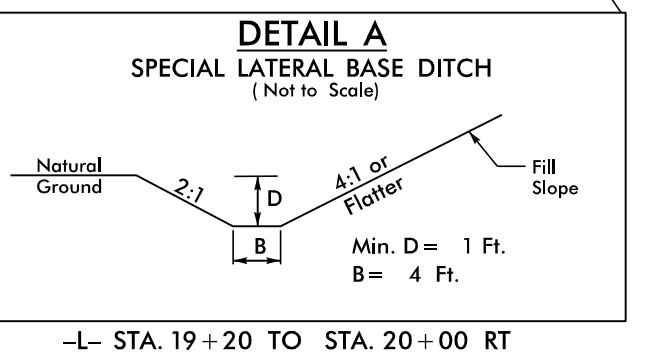 DETAIL A
SPECIAL LATERAL BASE DITCH
( Not to Scale)
Natural
Ground
2:1
D
4:1 or
Flatter
Fill
Slope
B
Min. D = 1 Ft.
B = 4 Ft.
–L– STA. 19+20 TO STA. 20+00 RT